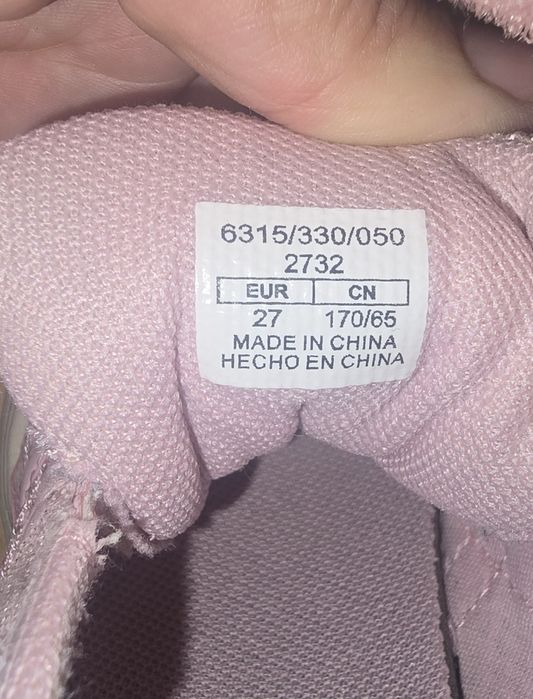 6315/330/050
2732
EUR CN
27 170/65
MADE IN CHINA
HECHO EN CHINA